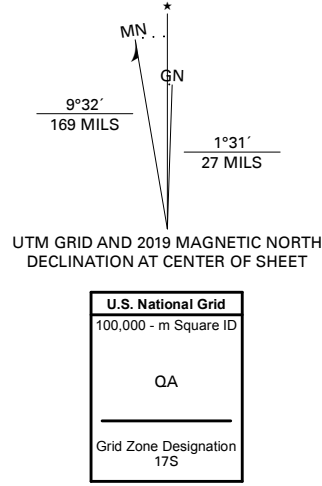 ★
MN
GN
9°32´
169 MILS
1°31´
27 MILS
UTM GRID AND 2019 MAGNETIC NORTH
DECLINATION AT CENTER OF SHEET
U.S. National Grid
100,000 - m Square ID
QA
Grid Zone Designation
17S